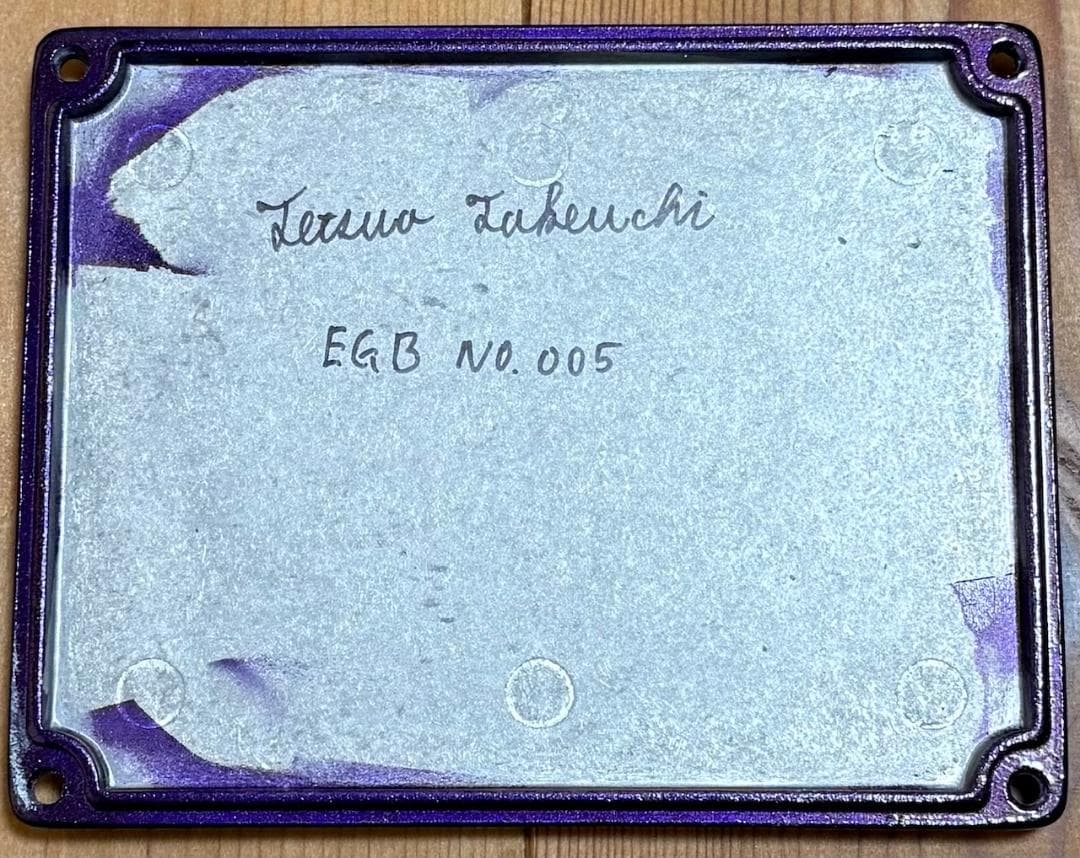 Tetsuo Takeuchi
EGB NO. 005